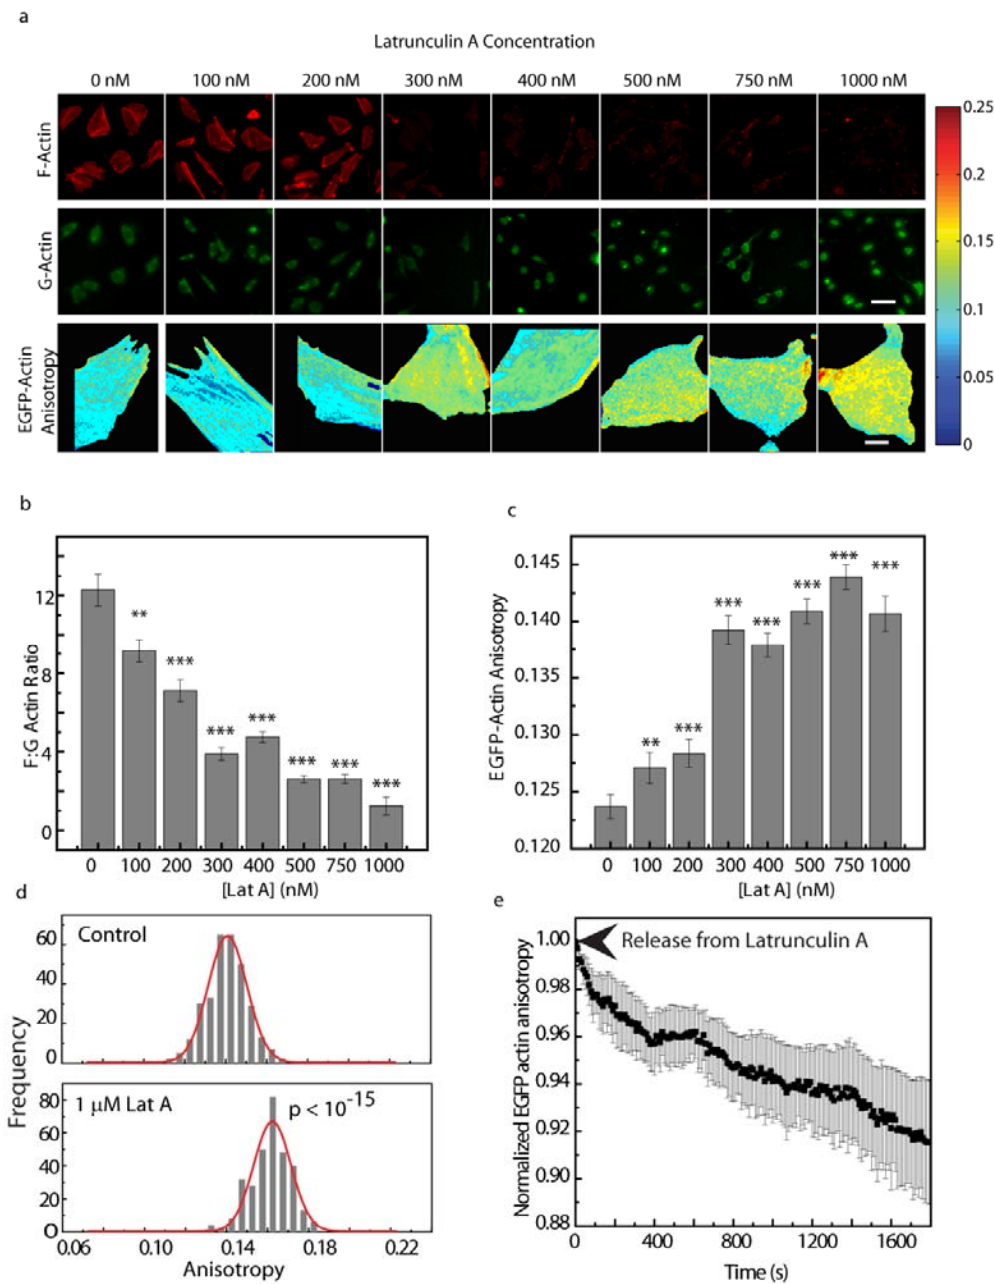 a
Latrunculin A Concentration
0 nM 100 nM 200 nM 300 nM 400 nM 500 nM 750 nM 1000 nM
F-Actin
G-Actin
EGFP-Actin
Anisotropy
0.25
0.2
0.15
0.1
0.05
0
b
F:G Actin Ratio
12
8
4
0
** *** *** *** *** *** ***
0 100 200 300 400 500 750 1000
[Lat A] (nM)
c
EGFP-Actin Anisotropy
0.145
0.140
0.135
0.130
0.125
0.120
** *** *** *** *** *** ***
0 100 200 300 400 500 750 1000
[Lat A] (nM)
d
Frequency
Control
60
40
20
0
1 μM Lat A
p < 10-15
80
60
40
20
0
0.06 0.10 0.14 0.18 0.22
Anisotropy
e
Normalized EGFP actin anisotropy
Release from Latrunculin A
1.00
0.98
0.96
0.94
0.92
0.90
0.88
0 400 800 1200 1600
Time (s)